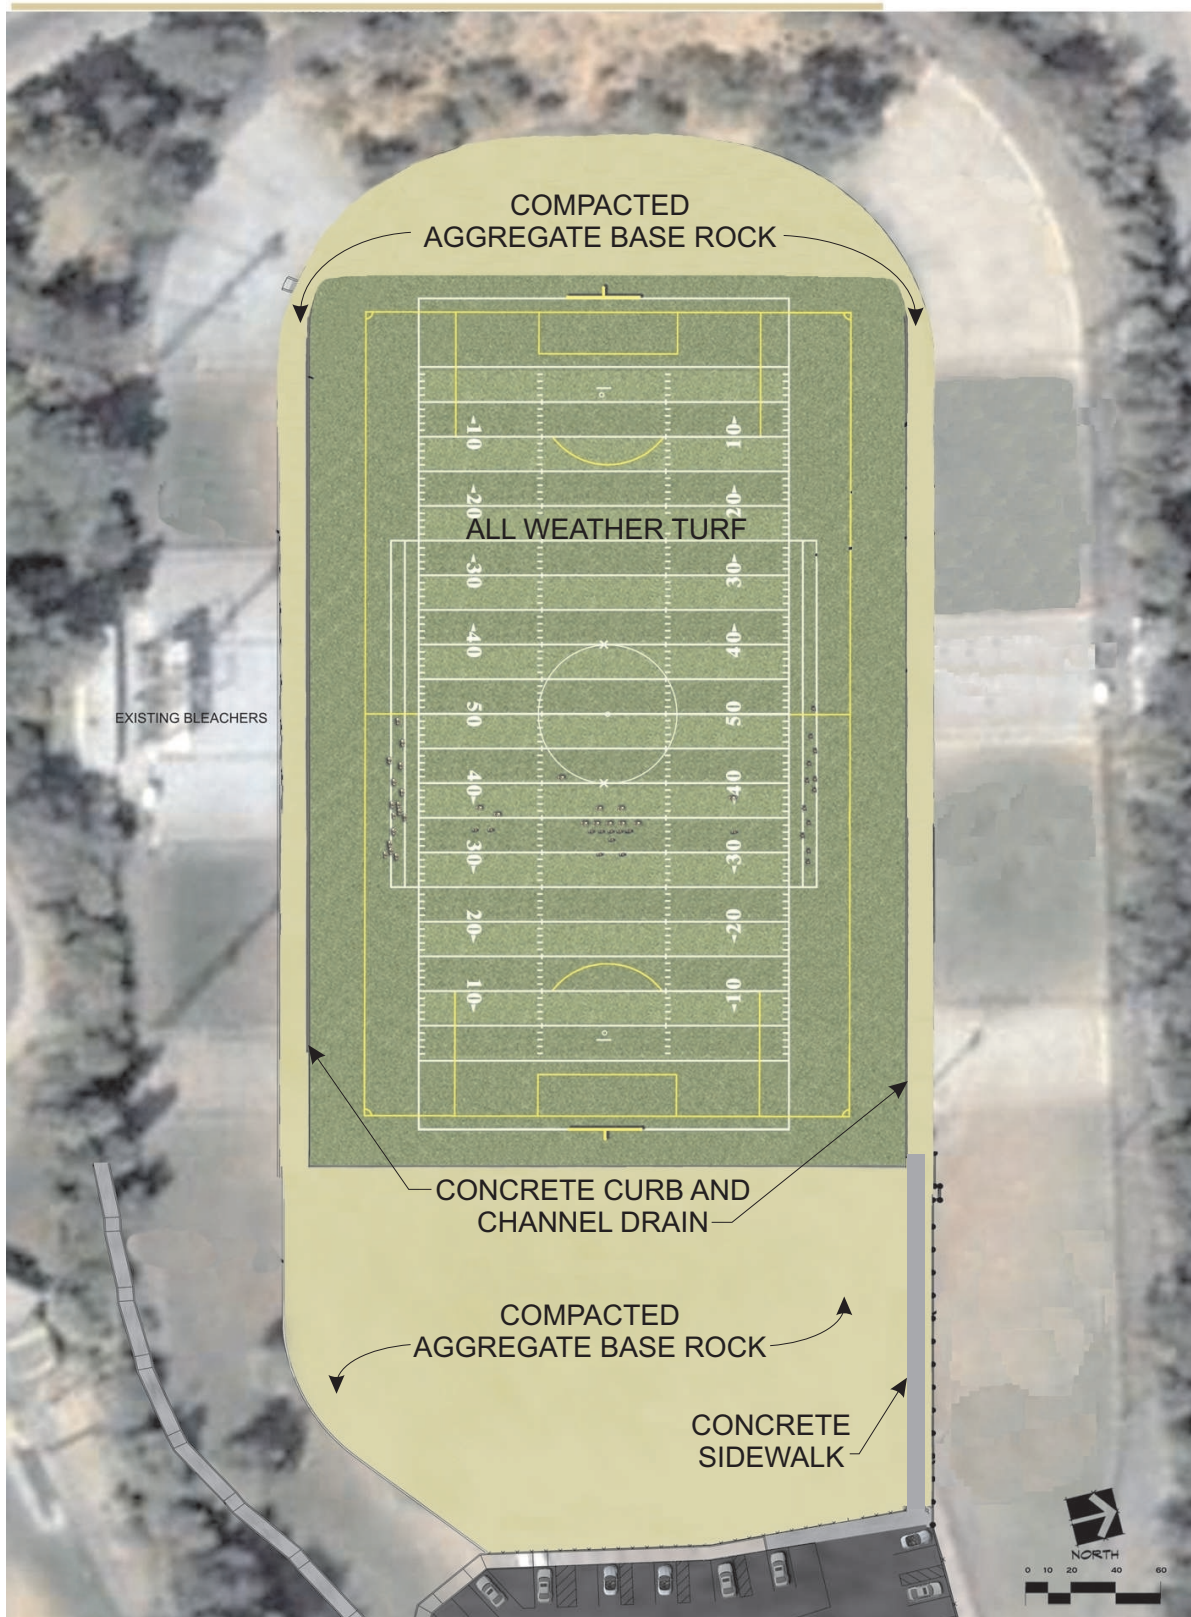 COMPACTED
AGGREGATE BASE ROCK
-10
10-
-20
20-
ALL WEATHER TURF
-30
30-
-40
40-
EXISTING BLEACHERS
50
50
40-
-40
30-
-30
20-
-20
10-
-10
CONCRETE CURB AND
CHANNEL DRAIN
COMPACTED
AGGREGATE BASE ROCK
CONCRETE
SIDEWALK
NORTH
0 10 20 40 60